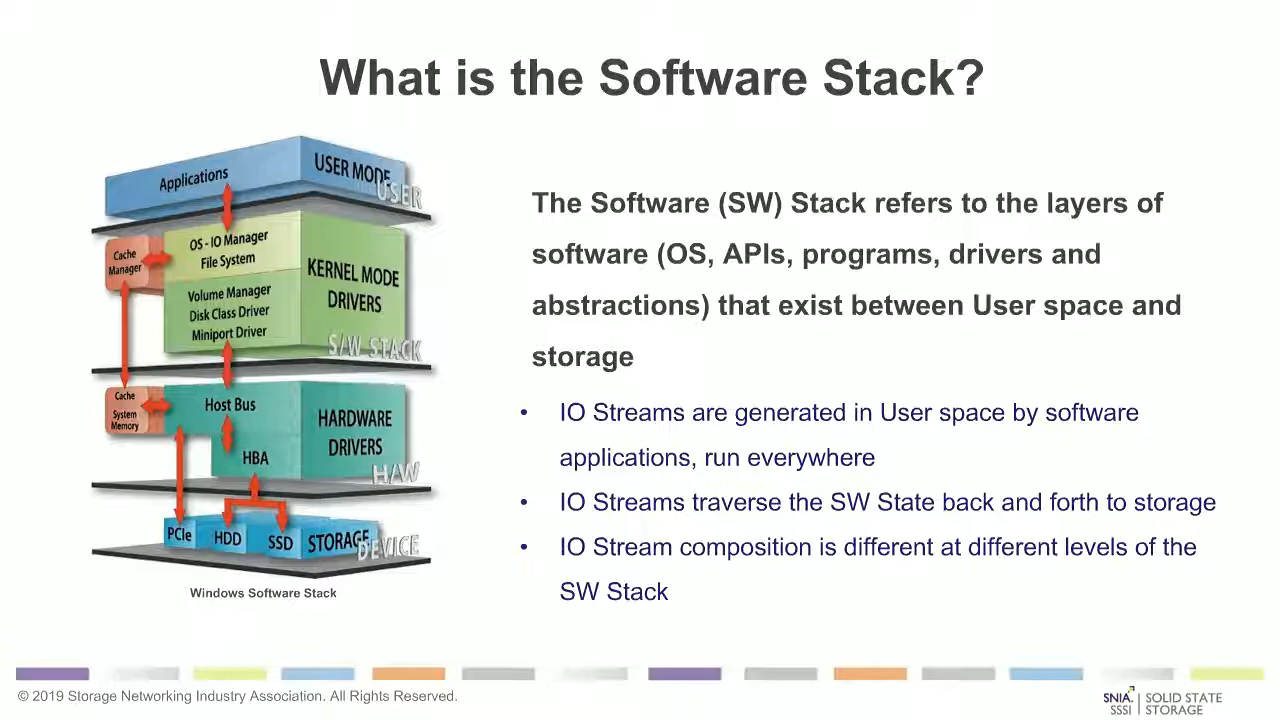 What is the Software Stack?
Applications
USER MODE
USER
Cache
Manager
OS - IO Manager
File System
Volume Manager
Disk Class Driver
Miniport Driver
KERNEL MODE
DRIVERS
S/W STACK
Cache
System
Memory
Host Bus
HBA
HARDWARE
DRIVERS
H/W
PCIe
HDD
SSD
STORAGE
DEVICE
Windows Software Stack
The Software (SW) Stack refers to the layers of
software (OS, APIs, programs, drivers and
abstractions) that exist between User space and
storage
• IO Streams are generated in User space by software
applications, run everywhere
• IO Streams traverse the SW State back and forth to storage
• IO Stream composition is different at different levels of the
SW Stack
© 2019 Storage Networking Industry Association. All Rights Reserved.
SNIA. | SOLID STATE
SSSI | STORAGE